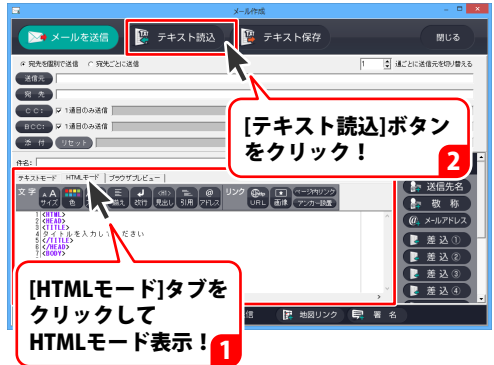 メール作成
メールを送信
テキスト読込
テキスト保存
閉じる
宛先を個別で送信 宛先ごとに送信
1 通ごとに送信元を切り替える
送信元
宛 先
CC: 1通目のみ送信
BCC: 1通目のみ送信
添 付 リセット
件名:
[テキスト読込]ボタン
をクリック!
2
テキストモード HTMLモード ブラウザプレビュー
文字 サイズ 色 改行 見出し 引用 アドレス リンク URL 画像 ページ内リンク アンカー設置
1 <HTML>
2 <HEAD>
3 <TITLE>
4 タイトルを入力してください
5 </TITLE>
6 </HEAD>
7 <BODY>
送信先名
敬 称
メールアドレス
差込①
差込②
差込③
差込④
[HTMLモード]タブを
クリックして
HTMLモード表示!
1
信 地図リンク 署 名